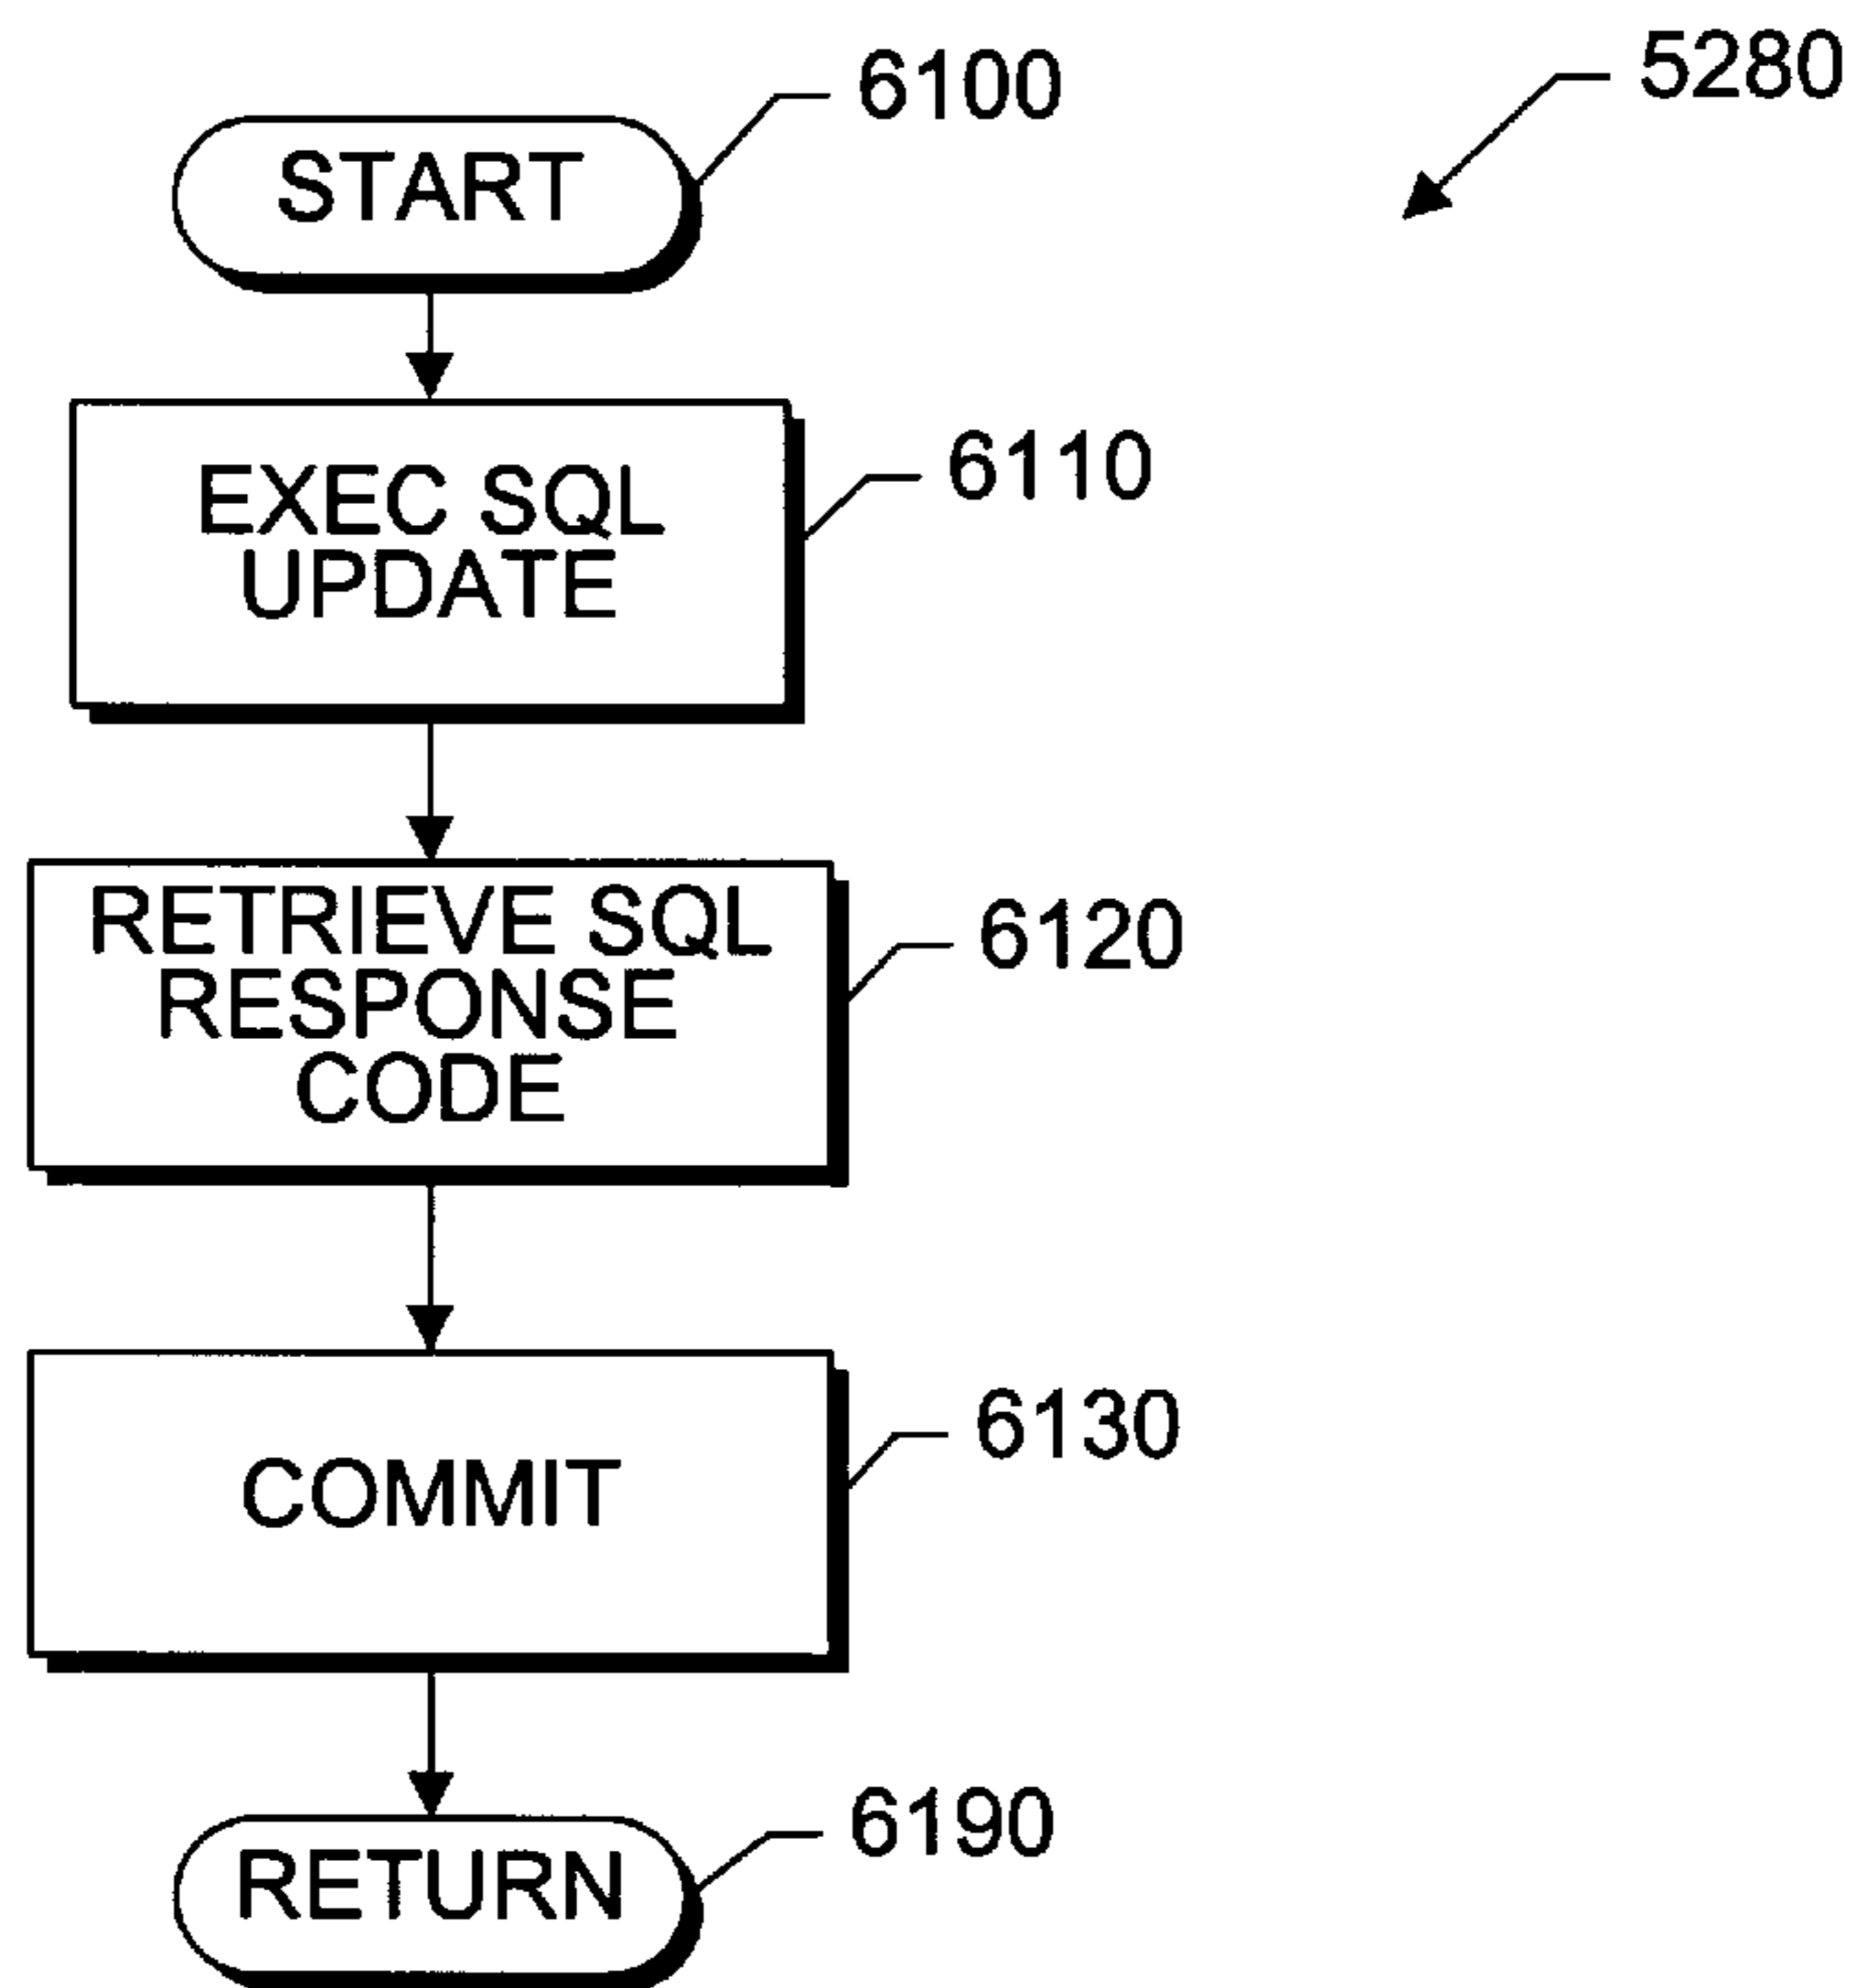 5280
START
6100
EXEC SQL
UPDATE
6110
RETRIEVE SQL
RESPONSE
CODE
6120
COMMIT
6130
RETURN
6190